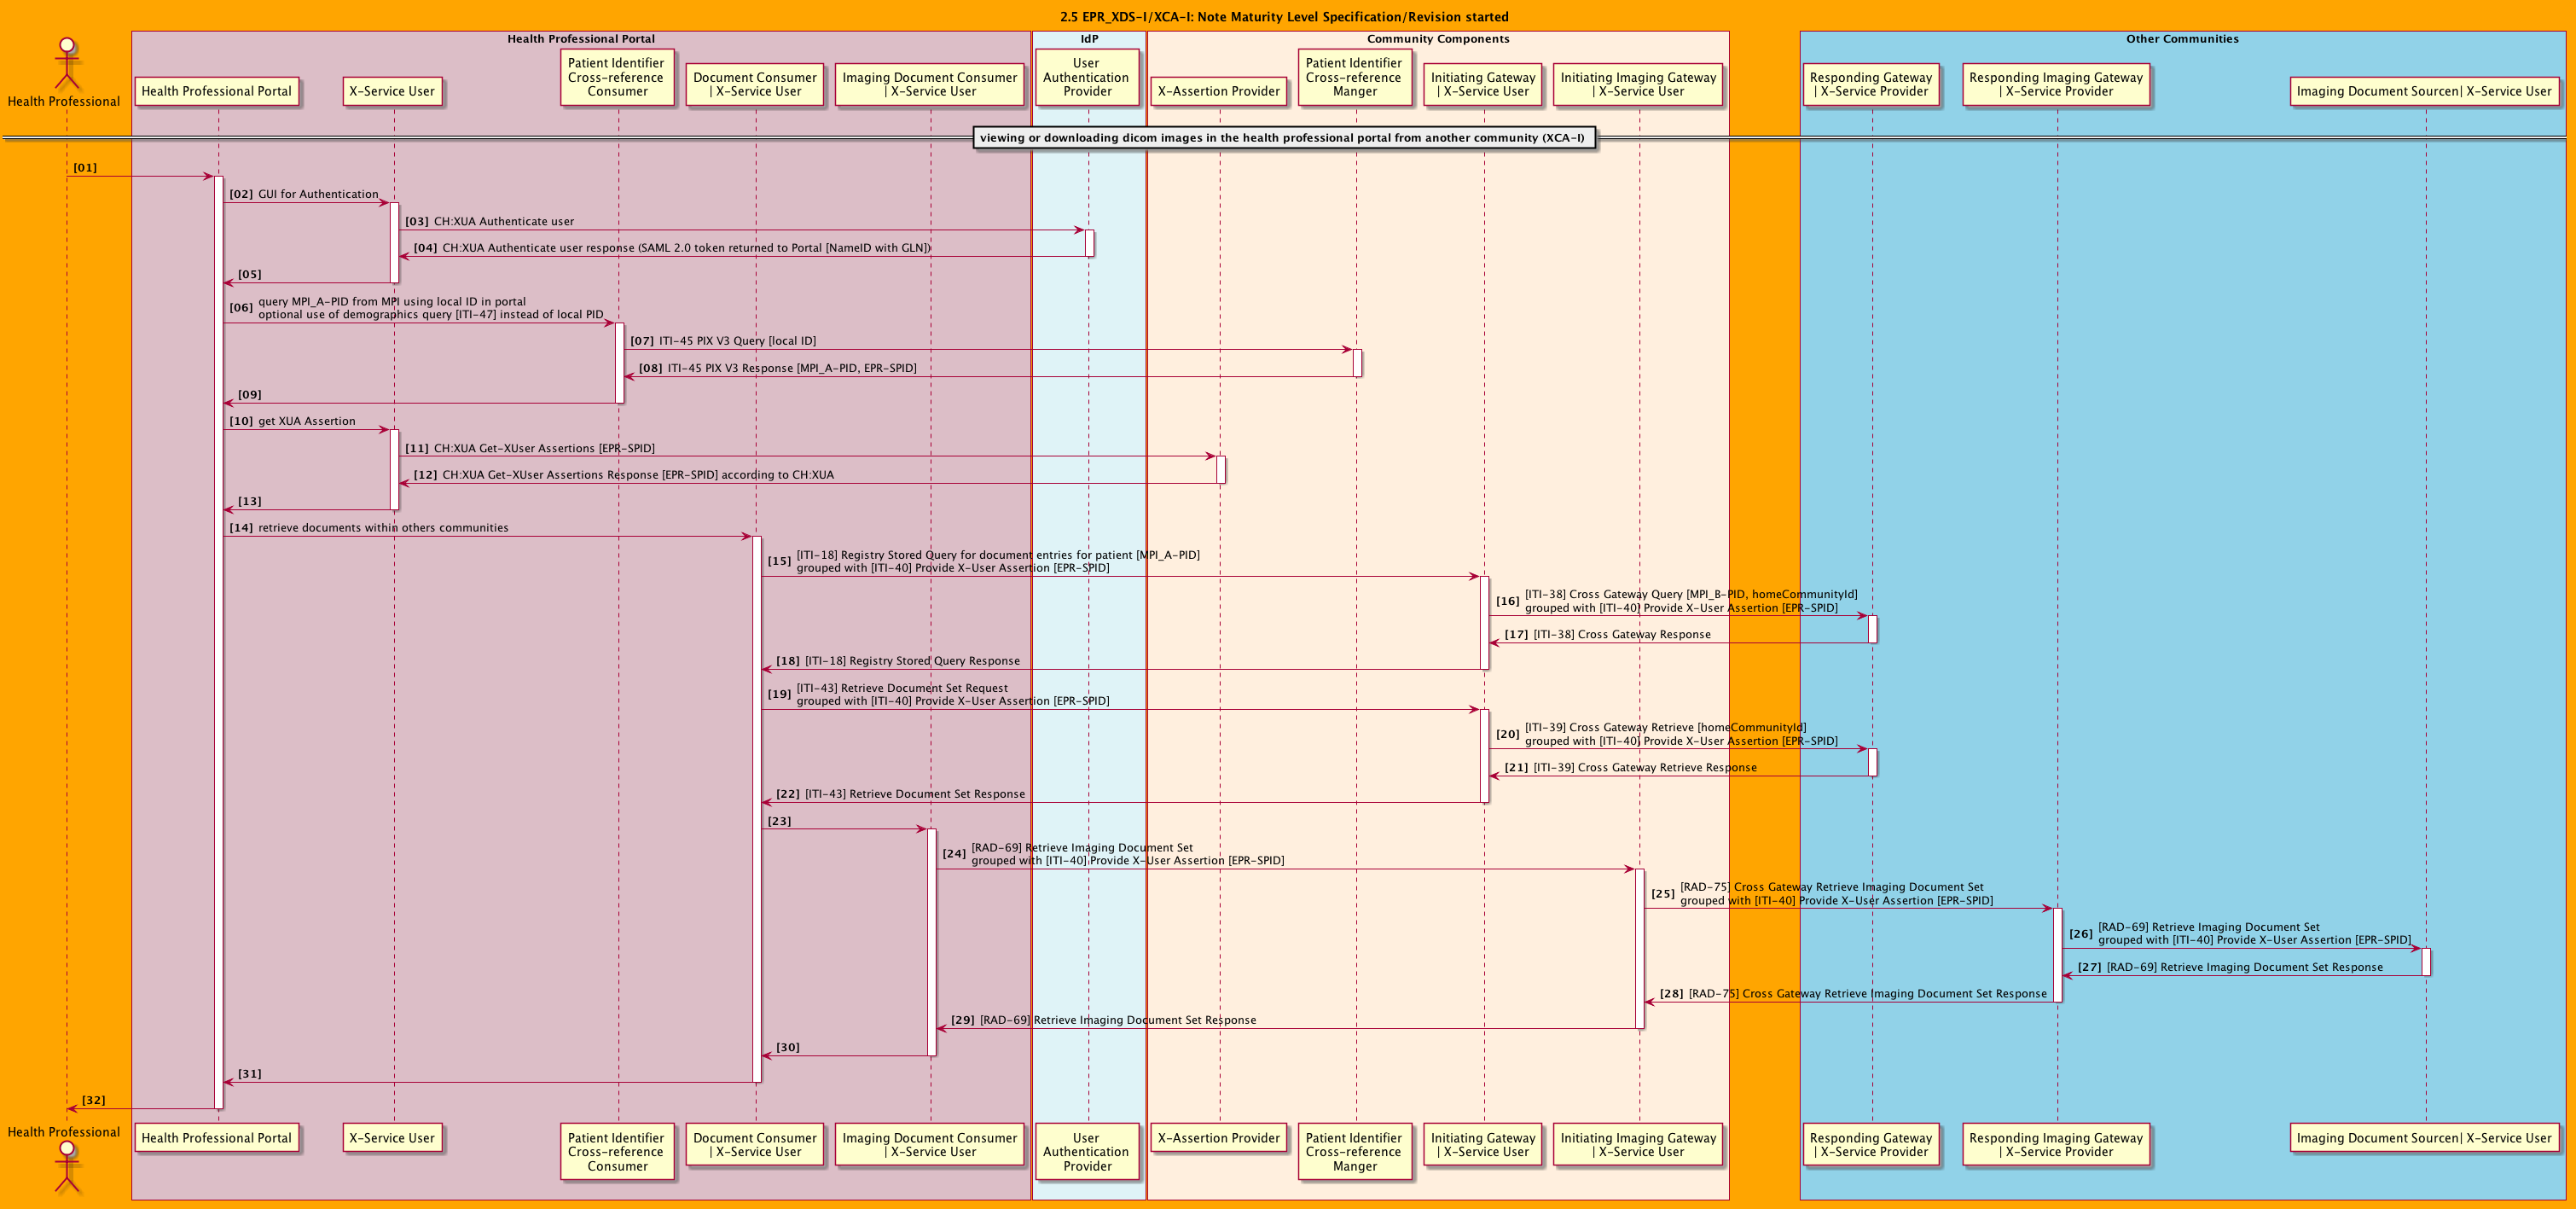 2.5 EPR_XDS-I/XCA-I: Note Maturity Level Specification/Revision started
Health Professional Portal
IdP
Community Components
Other Communities
Health Professional
Health Professional Portal
X-Service User
Patient Identifier
Cross-reference
Consumer
Document Consumer
| X-Service User
Imaging Document Consumer
| X-Service User
User
Authentication
Provider
X-Assertion Provider
Patient Identifier
Cross-reference
Manger
Initiating Gateway
| X-Service User
Initiating Imaging Gateway
| X-Service User
Responding Gateway
| X-Service Provider
Responding Imaging Gateway
| X-Service Provider
Imaging Document Sourcen| X-Service User
viewing or downloading dicom images in the health professional portal from another community (XCA-I)
[01]
[02] GUI for Authentication
[03] CH:XUA Authenticate user
[04] CH:XUA Authenticate user response (SAML 2.0 token returned to Portal [NameID with GLN])
[05]
[06] query MPI_A-PID from MPI using local ID in portal
optional use of demographics query [ITI-47] instead of local PID
[07] ITI-45 PIX V3 Query [local ID]
[08] ITI-45 PIX V3 Response [MPI_A-PID, EPR-SPID]
[09]
[10] get XUA Assertion
[11] CH:XUA Get-XUser Assertions [EPR-SPID]
[12] CH:XUA Get-XUser Assertions Response [EPR-SPID] according to CH:XUA
[13]
[14] retrieve documents within others communities
[15] [ITI-18] Registry Stored Query for document entries for patient [MPI_A-PID]
grouped with [ITI-40] Provide X-User Assertion [EPR-SPID]
[16] [ITI-38] Cross Gateway Query [MPI_B-PID, homeCommunityId]
grouped with [ITI-40] Provide X-User Assertion [EPR-SPID]
[17] [ITI-38] Cross Gateway Response
[18] [ITI-18] Registry Stored Query Response
[19] [ITI-43] Retrieve Document Set Request
grouped with [ITI-40] Provide X-User Assertion [EPR-SPID]
[20] [ITI-39] Cross Gateway Retrieve [homeCommunityId]
grouped with [ITI-40] Provide X-User Assertion [EPR-SPID]
[21] [ITI-39] Cross Gateway Retrieve Response
[22] [ITI-43] Retrieve Document Set Response
[23]
[24] [RAD-69] Retrieve Imaging Document Set
grouped with [ITI-40] Provide X-User Assertion [EPR-SPID]
[25] [RAD-75] Cross Gateway Retrieve Imaging Document Set
grouped with [ITI-40] Provide X-User Assertion [EPR-SPID]
[26] [RAD-69] Retrieve Imaging Document Set
grouped with [ITI-40] Provide X-User Assertion [EPR-SPID]
[27] [RAD-69] Retrieve Imaging Document Set Response
[28] [RAD-75] Cross Gateway Retrieve Imaging Document Set Response
[29] [RAD-69] Retrieve Imaging Document Set Response
[30]
[31]
[32]
Health Professional
Health Professional Portal
X-Service User
Patient Identifier
Cross-reference
Consumer
Document Consumer
| X-Service User
Imaging Document Consumer
| X-Service User
User
Authentication
Provider
X-Assertion Provider
Patient Identifier
Cross-reference
Manger
Initiating Gateway
| X-Service User
Initiating Imaging Gateway
| X-Service User
Responding Gateway
| X-Service Provider
Responding Imaging Gateway
| X-Service Provider
Imaging Document Sourcen| X-Service User